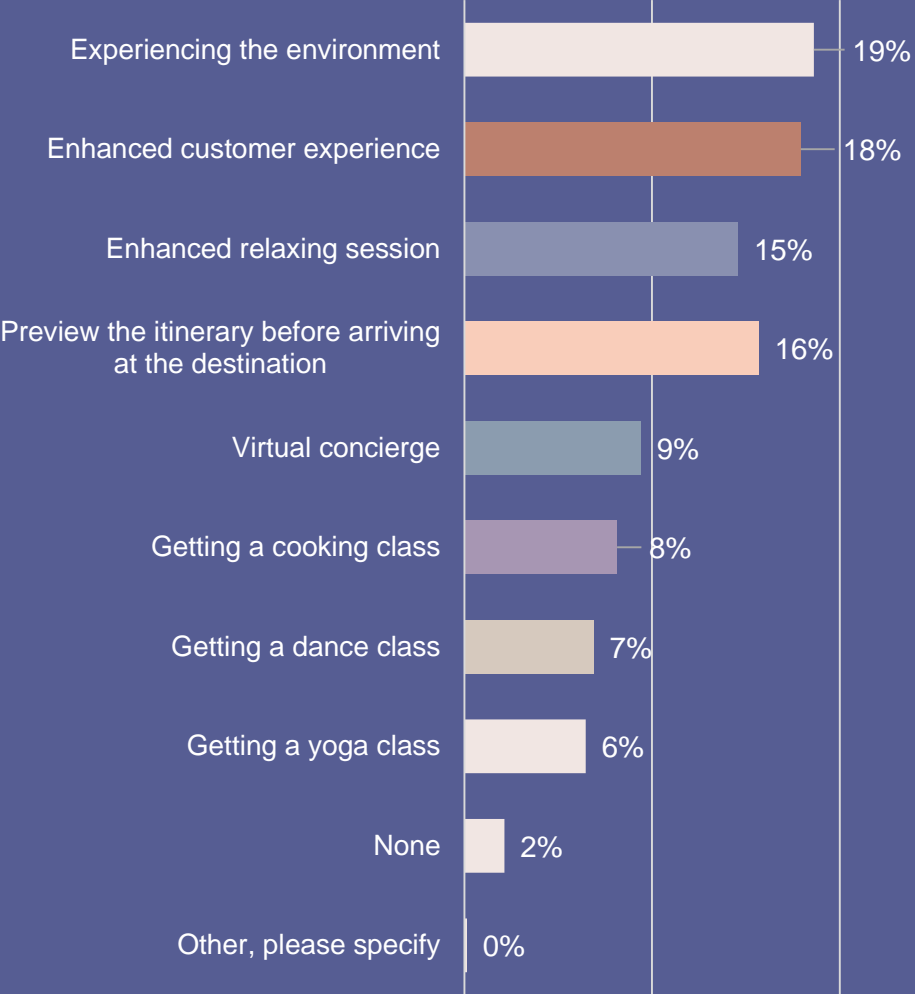 Experiencing the environment 19%
Enhanced customer experience 18%
Enhanced relaxing session 15%
Preview the itinerary before arriving
at the destination 16%
Virtual concierge 9%
Getting a cooking class 8%
Getting a dance class 7%
Getting a yoga class 6%
None 2%
Other, please specify 0%